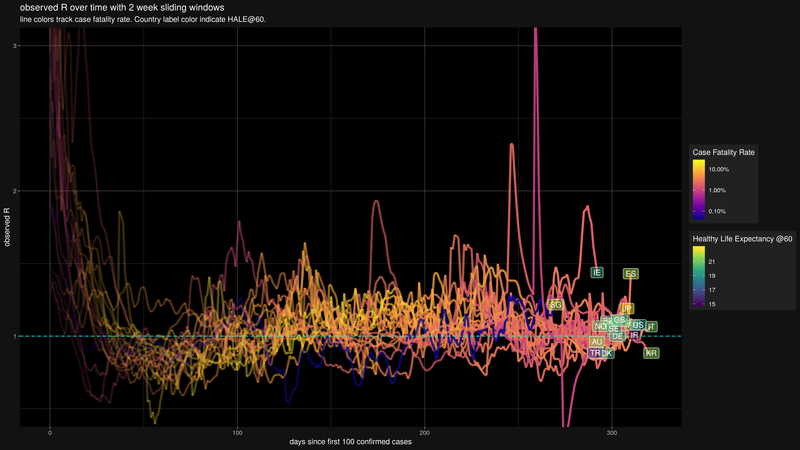 observed R over time with 2 week sliding windows
line colors track case fatality rate. Country label color indicate HALE@60.
3
2
1
observed R
0
100
200
300
days since first 100 confirmed cases
IE
ES
SG
NO
SE
DE
US
IT
IR
AU
TR
DK
KR
Case Fatality Rate
10.00%
1.00%
0.10%
Healthy Life Expectancy @60
21
19
17
15